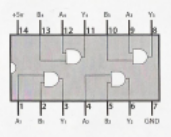 +5v B₄ A₄ Y₄ B₃ A₃ Y₃
14 13 12 11 10 9 8
1 2 3 4 5 6 7
A₁ B₁ Y₁ A₂ B₂ Y₂ GND